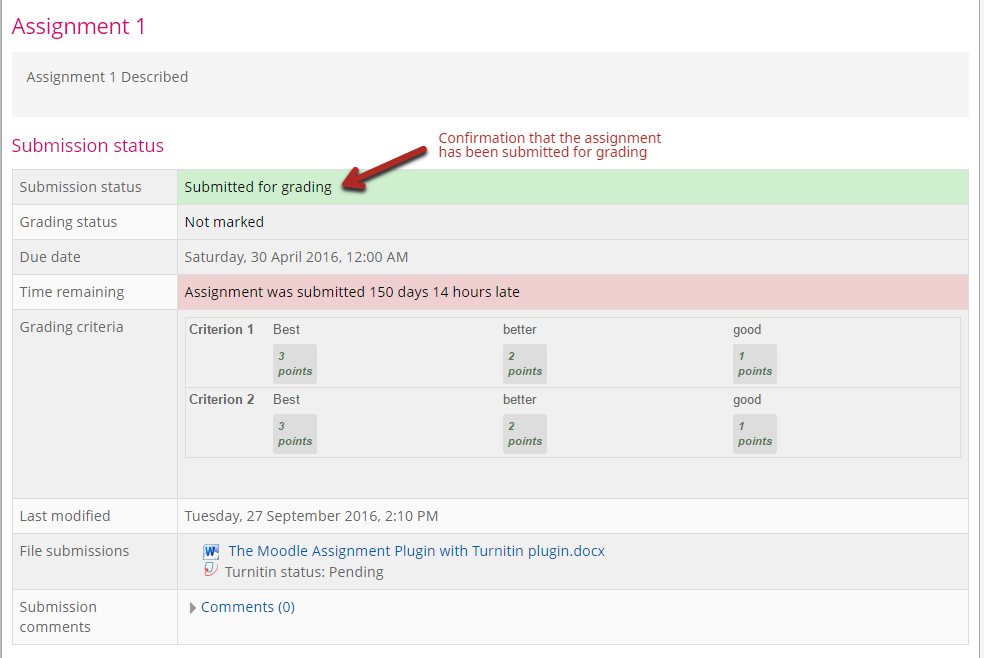 Assignment 1
Assignment 1 Described
Submission status
Confirmation that the assignment
has been submitted for grading
Submission status
Submitted for grading
Grading status
Not marked
Due date
Saturday, 30 April 2016, 12:00 AM
Time remaining
Assignment was submitted 150 days 14 hours late
Grading criteria
Criterion 1 Best better good
3 2 1
points points points
Criterion 2 Best better good
3 2 1
points points points
Last modified
Tuesday, 27 September 2016, 2:10 PM
File submissions
The Moodle Assignment Plugin with Turnitin plugin.docx
Turnitin status: Pending
Submission
comments
Comments (0)